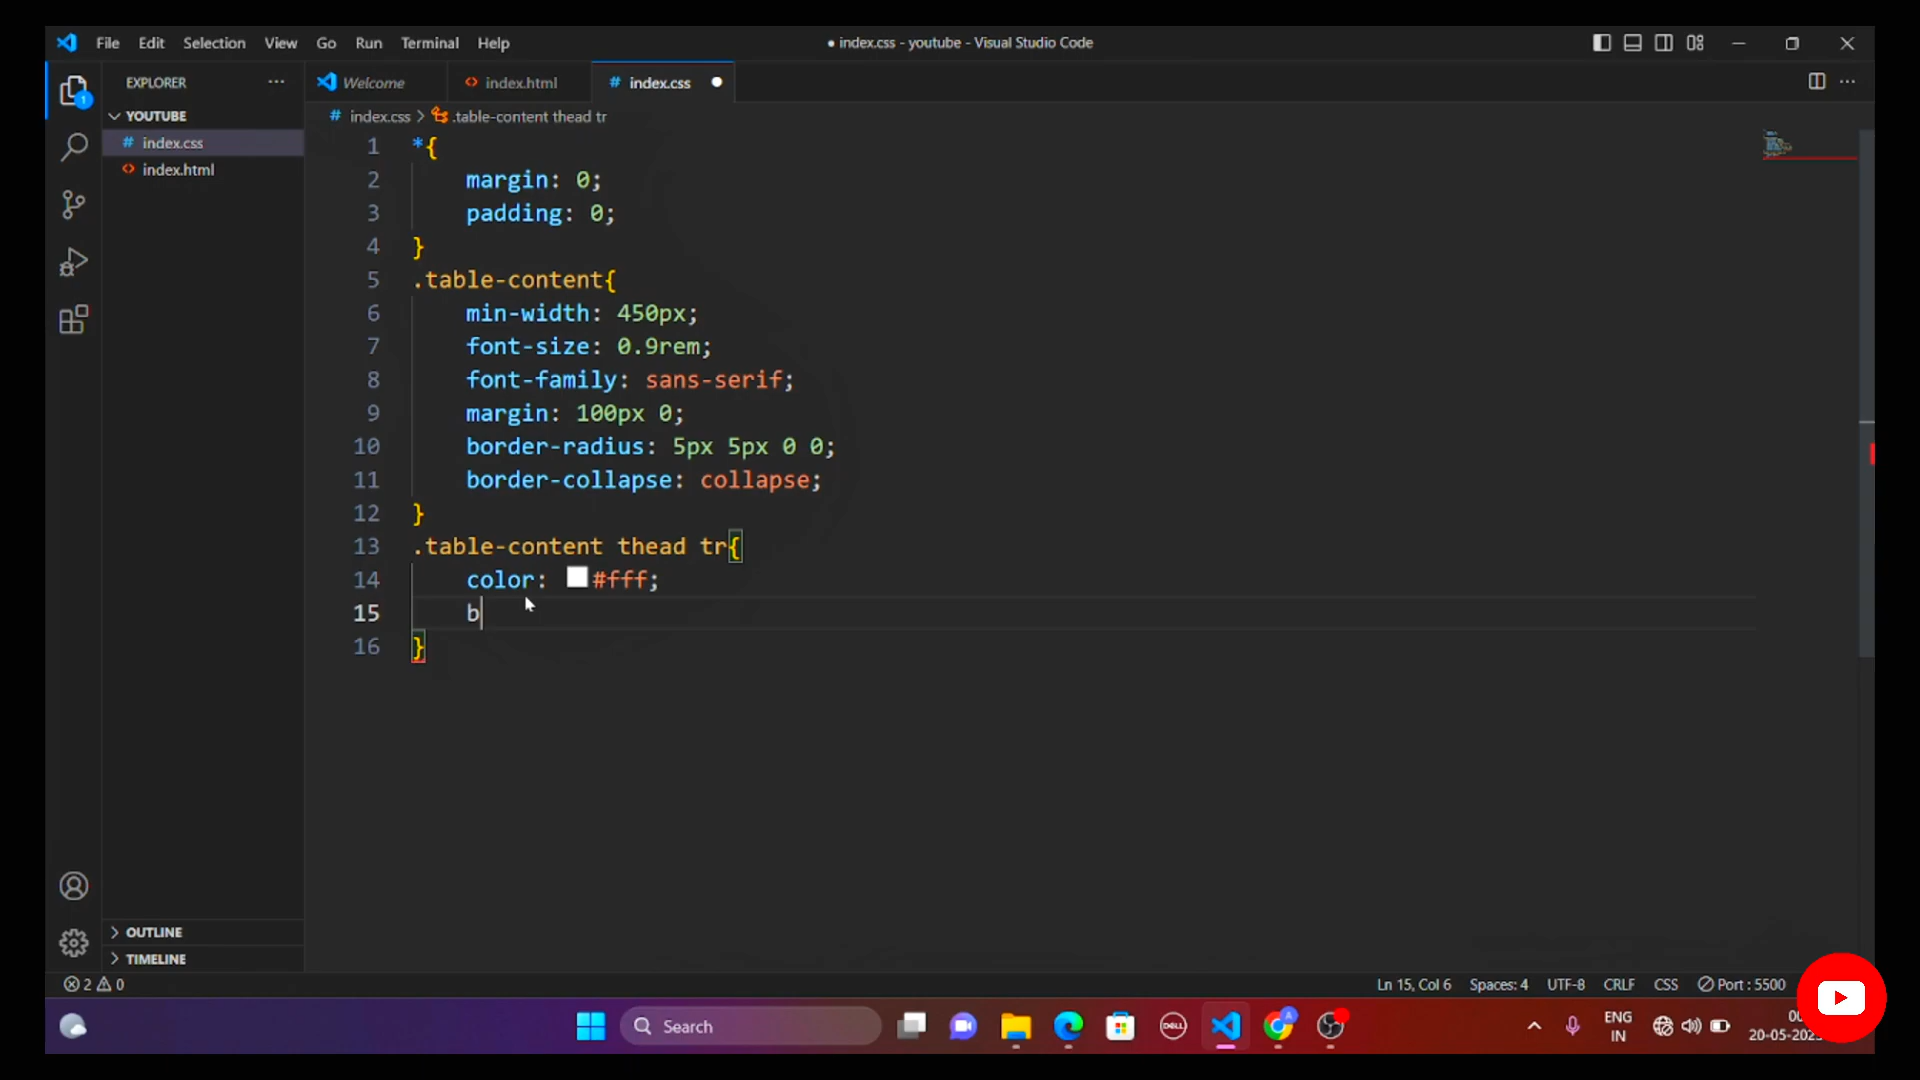 File Edit Selection View Go Run Terminal Help
● index.css - youtube - Visual Studio Code
EXPLORER
Welcome
index.html
# index.css
YOUTUBE
# index.css
index.html
# index.css > .table-content thead tr
1 *{
2 margin: 0;
3 padding: 0;
4 }
5 .table-content{
6 min-width: 450px;
7 font-size: 0.9rem;
8 font-family: sans-serif;
9 margin: 100px 0;
10 border-radius: 5px 5px 0 0;
11 border-collapse: collapse;
12 }
13 .table-content thead tr{
14 color: #fff;
15 b
16 }
1
OUTLINE
TIMELINE
2 0
Ln 15, Col 6 Spaces: 4 UTF-8 CRLF CSS Port : 5500
Search
DELL
A
ENG
IN